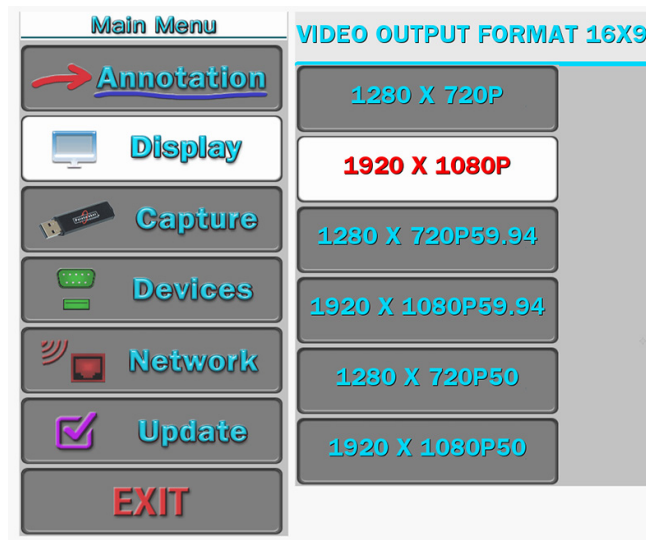 Main Menu
Annotation
Display
Capture
Devices
Network
Update
EXIT
VIDEO OUTPUT FORMAT 16X9
1280 X 720P
1920 X 1080P
1280 X 720P59.94
1920 X 1080P59.94
1280 X 720P50
1920 X 1080P50